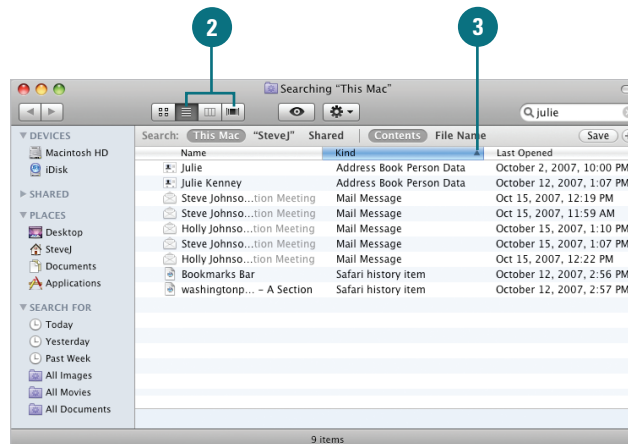 2 3
Searching “This Mac”
julie
Search: This Mac “SteveJ” Shared Contents File Name Save
DEVICES
Macintosh HD
iDisk
SHARED
PLACES
Desktop
SteveJ
Documents
Applications
SEARCH FOR
Today
Yesterday
Past Week
All Images
All Movies
All Documents
Name Kind Last Opened
Julie Address Book Person Data October 2, 2007, 10:00 PM
Julie Kenney Address Book Person Data October 12, 2007, 1:07 PM
Steve Johnso...tion Meeting Mail Message Oct 15, 2007, 12:19 PM
Steve Johnso...tion Meeting Mail Message Oct 15, 2007, 11:59 AM
Holly Johnso...tion Meeting Mail Message October 15, 2007, 1:10 PM
Steve Johnso...tion Meeting Mail Message October 15, 2007, 1:07 PM
Holly Johnso...tion Meeting Mail Message Oct 15, 2007, 12:22 PM
Bookmarks Bar Safari history item October 12, 2007, 2:56 PM
washingtonp... – A Section Safari history item October 12, 2007, 2:57 PM
9 items